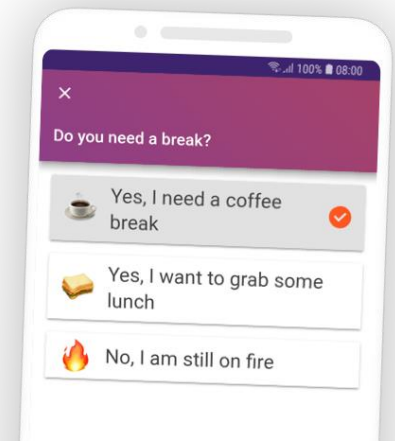 100% 08:00
Do you need a break?
Yes, I need a coffee
break
Yes, I want to grab some
lunch
No, I am still on fire